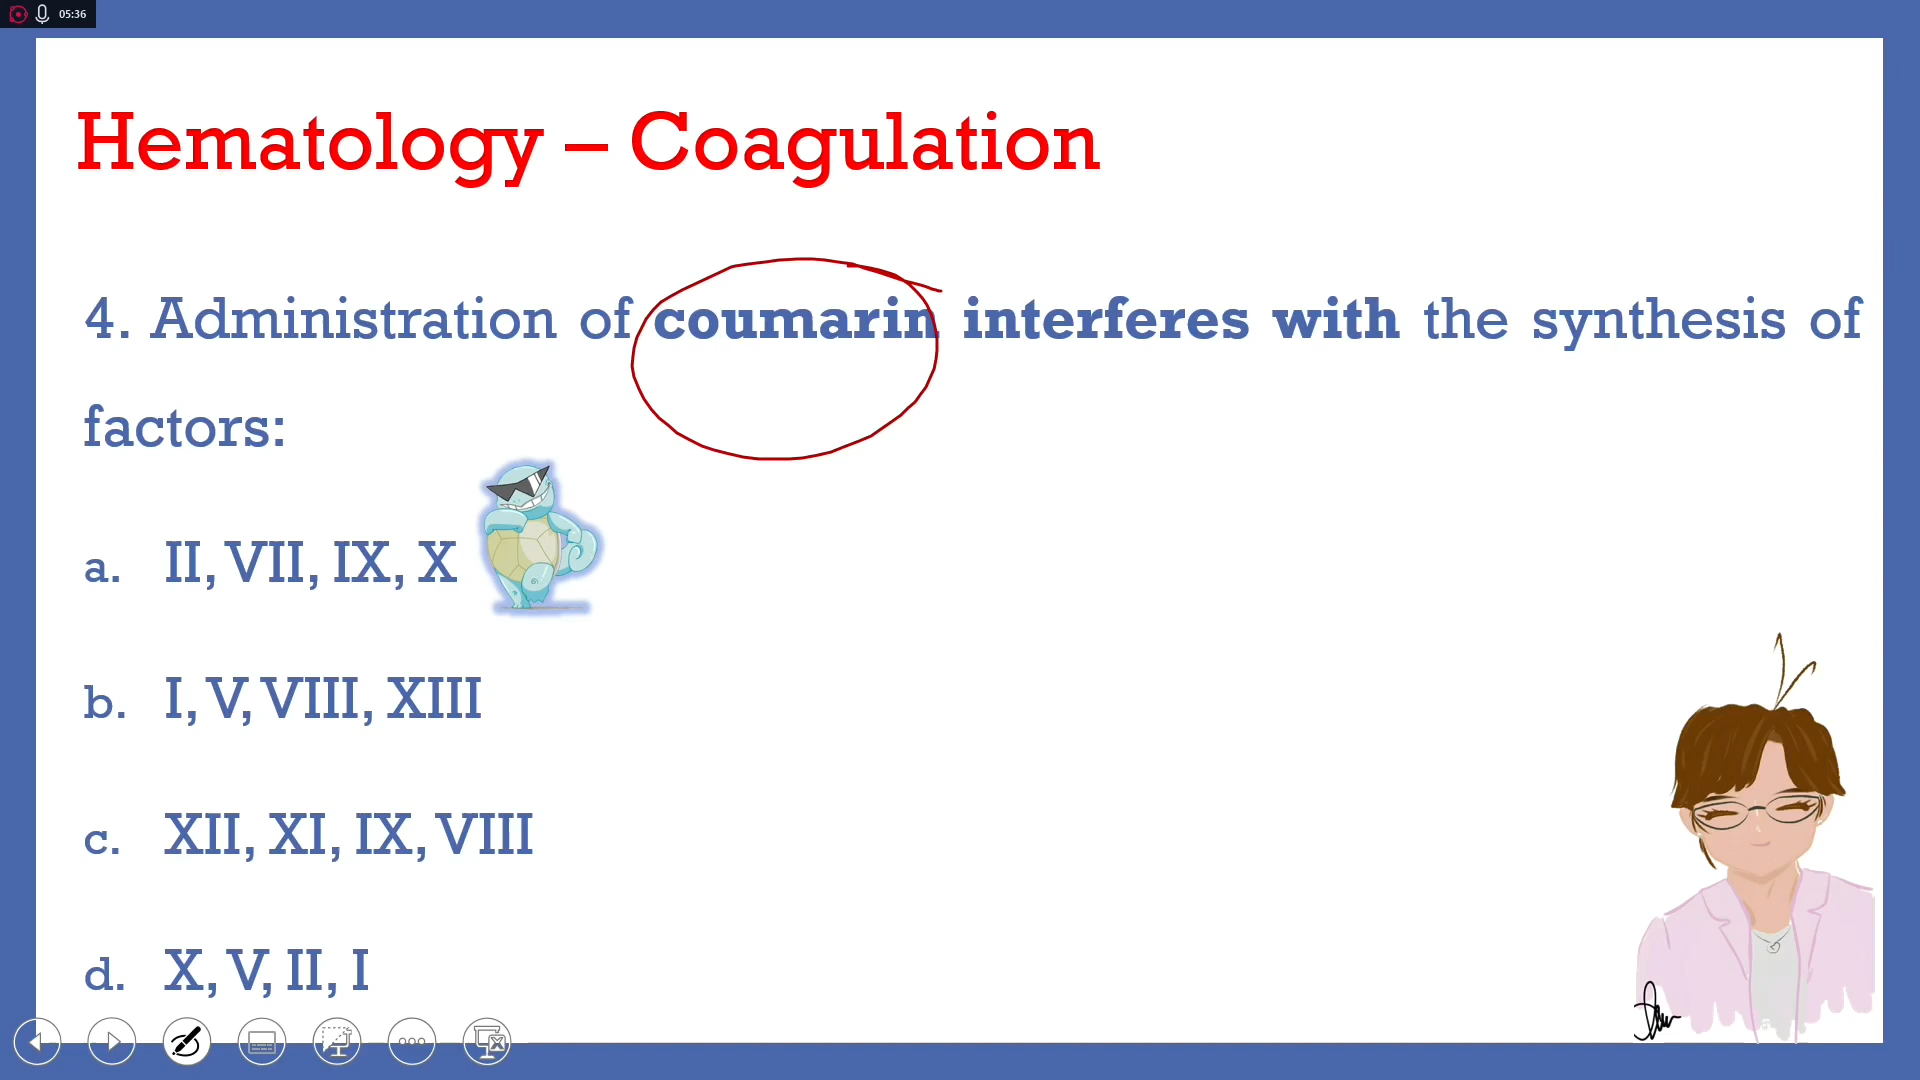 05:36
Hematology – Coagulation
4. Administration of coumarin interferes with the synthesis of
factors:
a. II, VII, IX, X
b. I, V, VIII, XIII
c. XII, XI, IX, VIII
d. X, V, II, I